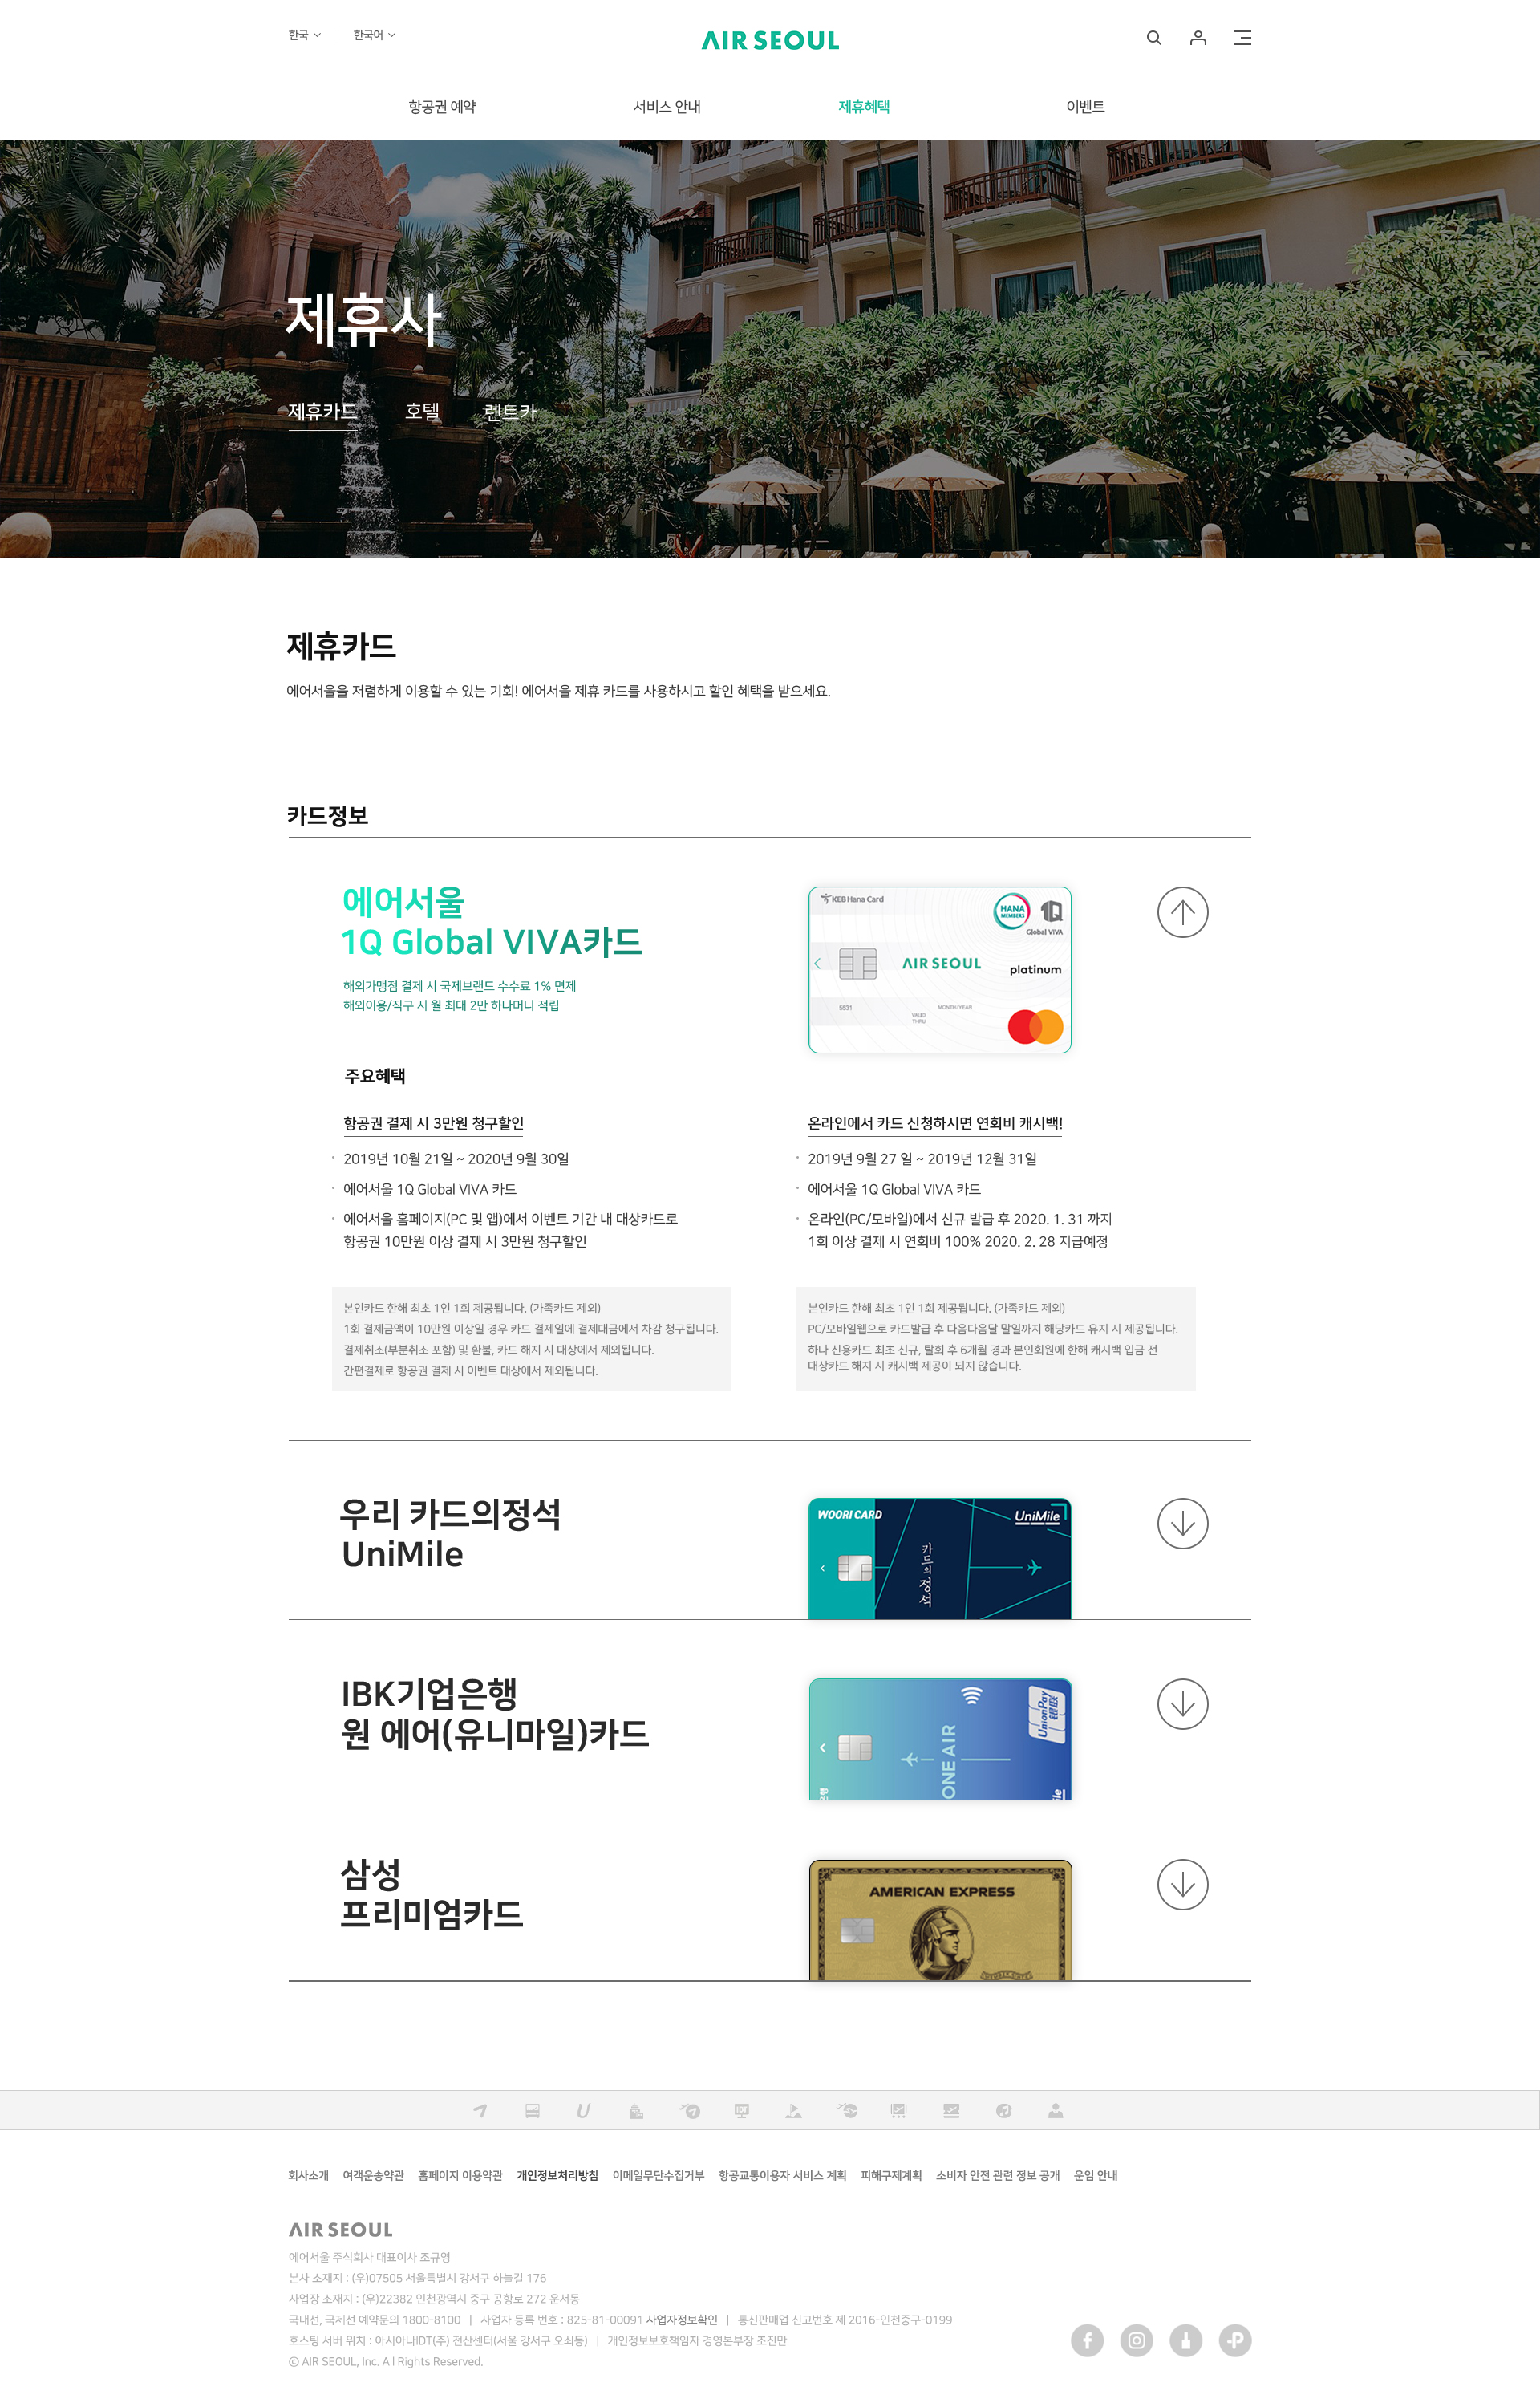 한국 | 한국어
AIR SEOUL
항공권 예약 서비스 안내 제휴혜택 이벤트
제휴사
제휴카드 호텔 렌트카
제휴카드
에어서울을 저렴하게 이용할 수 있는 기회! 에어서울 제휴 카드를 사용하시고 할인 혜택을 받으세요.
카드정보
에어서울
1Q Global VIVA카드
해외가맹점 결제 시 국제브랜드 수수료 1% 면제
해외이용/직구 시 월 최대 2만 하나머니 적립
KEB Hana Card
HANA
MEMBERS
1Q
Global VIVA
AIR SEOUL
platinum
5531
MONTH/YEAR
VALID
THRU
주요혜택
항공권 결제 시 3만원 청구할인
2019년 10월 21일 ~ 2020년 9월 30일
에어서울 1Q Global VIVA 카드
에어서울 홈페이지(PC 및 앱)에서 이벤트 기간 내 대상카드로
항공권 10만원 이상 결제 시 3만원 청구할인
본인카드 한해 최초 1인 1회 제공됩니다. (가족카드 제외)
1회 결제금액이 10만원 이상일 경우 카드 결제일에 결제대금에서 차감 청구됩니다.
결제취소(부분취소 포함) 및 환불, 카드 해지 시 대상에서 제외됩니다.
간편결제로 항공권 결제 시 이벤트 대상에서 제외됩니다.
온라인에서 카드 신청하시면 연회비 캐시백!
2019년 9월 27 일 ~ 2019년 12월 31일
에어서울 1Q Global VIVA 카드
온라인(PC/모바일)에서 신규 발급 후 2020. 1. 31 까지
1회 이상 결제 시 연회비 100% 2020. 2. 28 지급예정
본인카드 한해 최초 1인 1회 제공됩니다. (가족카드 제외)
PC/모바일웹으로 카드발급 후 다음다음달 말일까지 해당카드 유지 시 제공됩니다.
하나 신용카드 최초 신규, 탈회 후 6개월 경과 본인회원에 한해 캐시백 입금 전
대상카드 해지 시 캐시백 제공이 되지 않습니다.
우리 카드의정석
UniMile
WOORI CARD
UniMile
카드의
정석
IBK기업은행
원 에어(유니마일)카드
ONE AIR
UnionPay
银联
삼성
프리미엄카드
AMERICAN EXPRESS
회사소개 여객운송약관 홈페이지 이용약관 개인정보처리방침 이메일무단수집거부 항공교통이용자 서비스 계획 피해구제계획 소비자 안전 관련 정보 공개 운임 안내
AIR SEOUL
에어서울 주식회사 대표이사 조규영
본사 소재지 : (우)07505 서울특별시 강서구 하늘길 176
사업장 소재지 : (우)22382 인천광역시 중구 공항로 272 운서동
국내선, 국제선 예약문의 1800-8100 | 사업자 등록 번호 : 825-81-00091 사업자정보확인 | 통신판매업 신고번호 제 2016-인천중구-0199
호스팅 서버 위치 : 아시아나IDT(주) 전산센터(서울 강서구 오쇠동) | 개인정보보호책임자 경영본부장 조진만
ⓒ AIR SEOUL, Inc. All Rights Reserved.